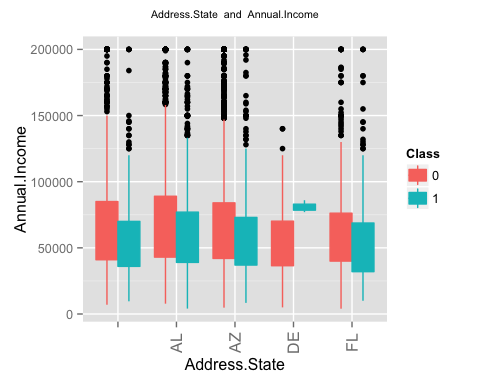 Address.State and Annual.Income
200000
150000
100000
50000
0
Annual.Income
AL
AZ
DE
FL
Address.State
Class
0
1